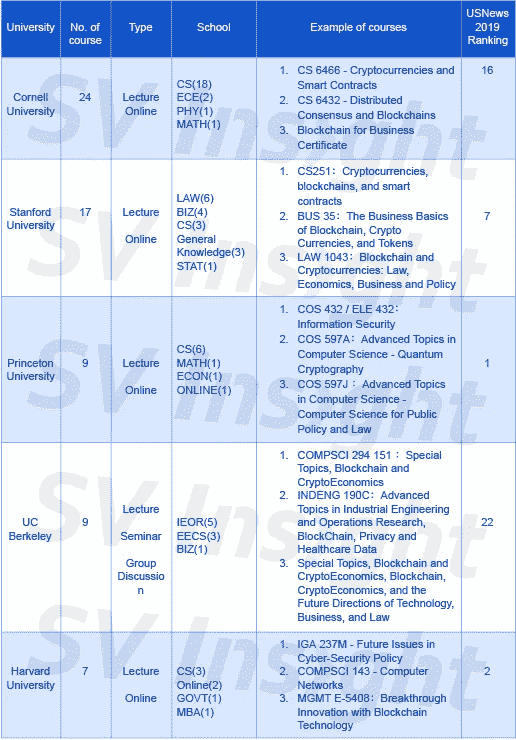 University
No. of
course
Type
School
Example of courses
USNews
2019
Ranking
Cornell
University
24
Lecture
Online
CS(18)
ECE(2)
PHY(1)
MATH(1)
1. CS 6466 - Cryptocurrencies and
Smart Contracts
2. CS 6432 - Distributed
Consensus and Blockchains
3. Blockchain for Business
Certificate
16
Stanford
University
17
Lecture
Online
LAW(6)
BIZ(4)
CS(3)
General
Knowledge(3)
STAT(1)
1. CS251: Cryptocurrencies,
blockchains, and smart
contracts
2. BUS 35: The Business Basics
of Blockchain, Crypto
Currencies, and Tokens
3. LAW 1043: Blockchain and
Cryptocurrencies: Law,
Economics, Business and Policy
7
Princeton
University
9
Lecture
Online
CS(6)
MATH(1)
ECON(1)
ONLINE(1)
1. COS 432 / ELE 432:
Information Security
2. COS 597A: Advanced Topics in
Computer Science - Quantum
Cryptography
3. COS 597J : Advanced Topics
in Computer Science -
Computer Science for Public
Policy and Law
1
UC
Berkeley
9
Lecture
Seminar
Group
Discussio
n
IEOR(5)
EECS(3)
BIZ(1)
1. COMPSCI 294 151 : Special
Topics, Blockchain and
CryptoEconomics
2. INDENG 190C: Advanced
Topics in Industrial Engineering
and Operations Research,
BlockChain, Privacy and
Healthcare Data
3. Special Topics, Blockchain and
CryptoEconomics, Blockchain,
CryptoEconomics, and the
Future Directions of Technology,
Business, and Law
22
Harvard
University
7
Lecture
Online
CS(3)
Online(2)
GOVT(1)
MBA(1)
1. IGA 237M - Future Issues in
Cyber-Security Policy
2. COMPSCI 143 - Computer
Networks
3. MGMT E-5408: Breakthrough
Innovation with Blockchain
Technology
2
SV Insight
SV Insight
SV Insight
SV Insight
SV Insight